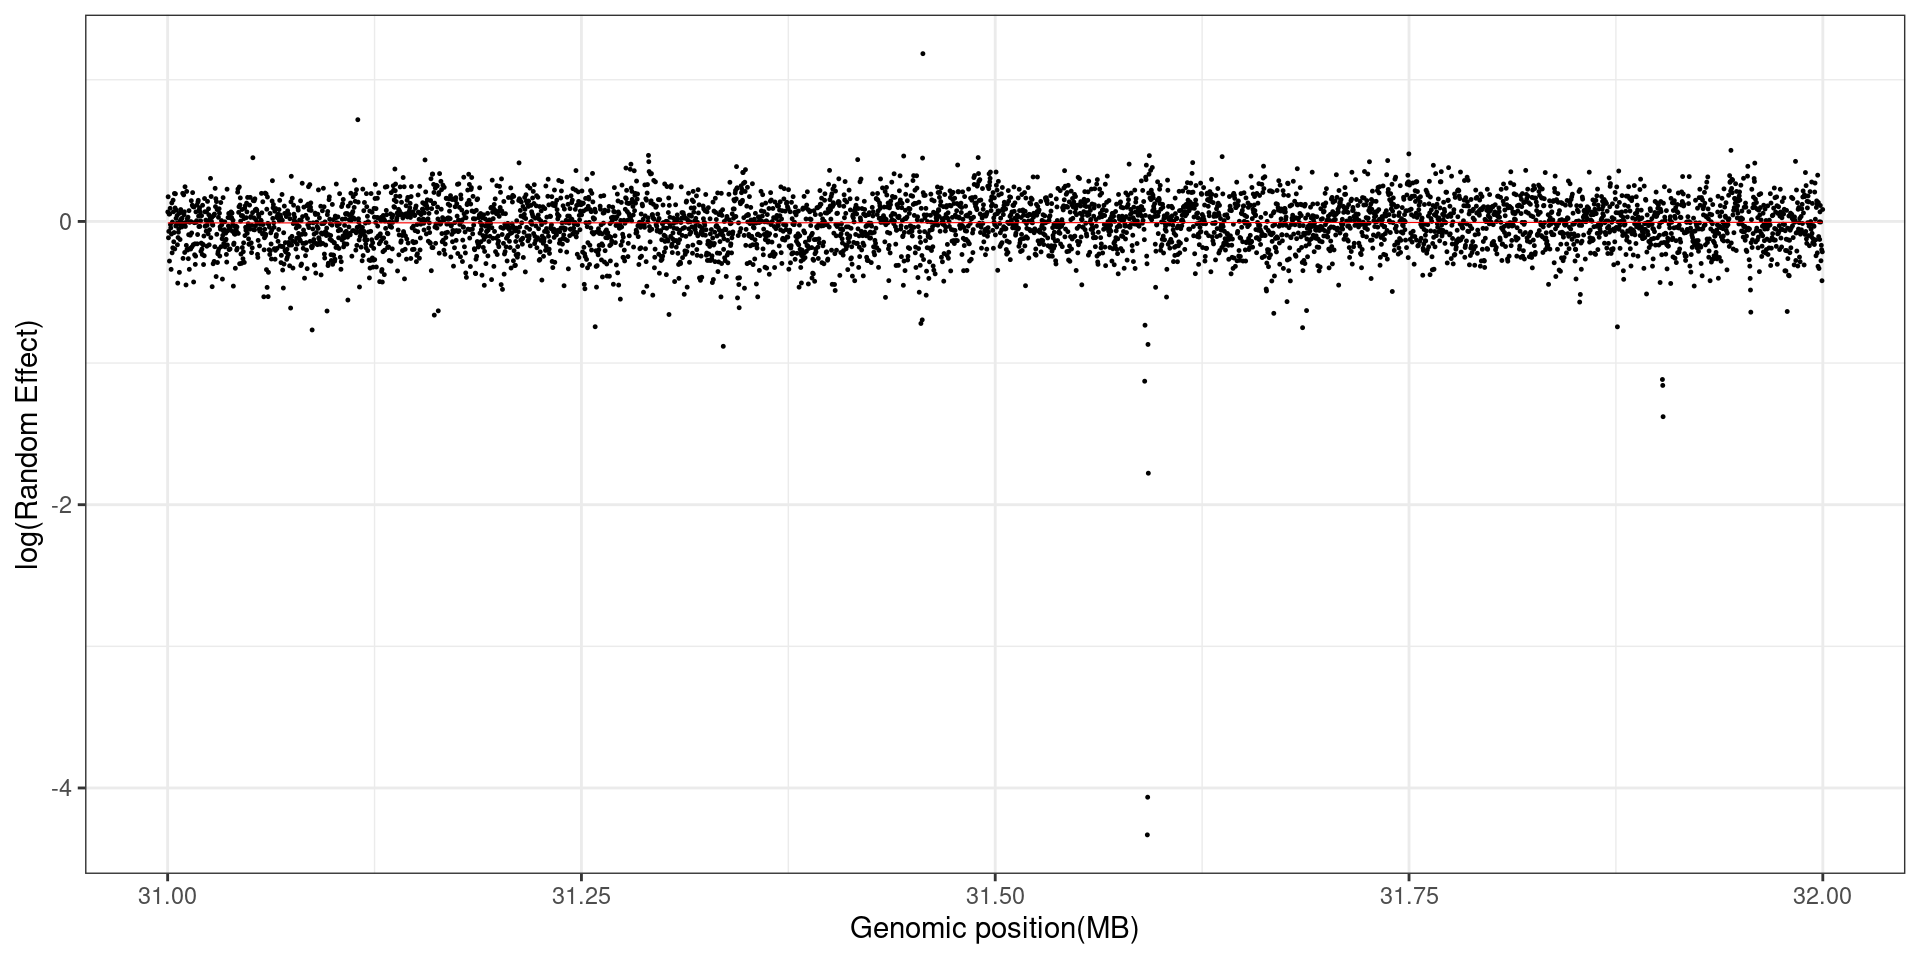 log(Random Effect)
0
-2
-4
31.00 31.25 31.50 31.75 32.00
Genomic position(MB)